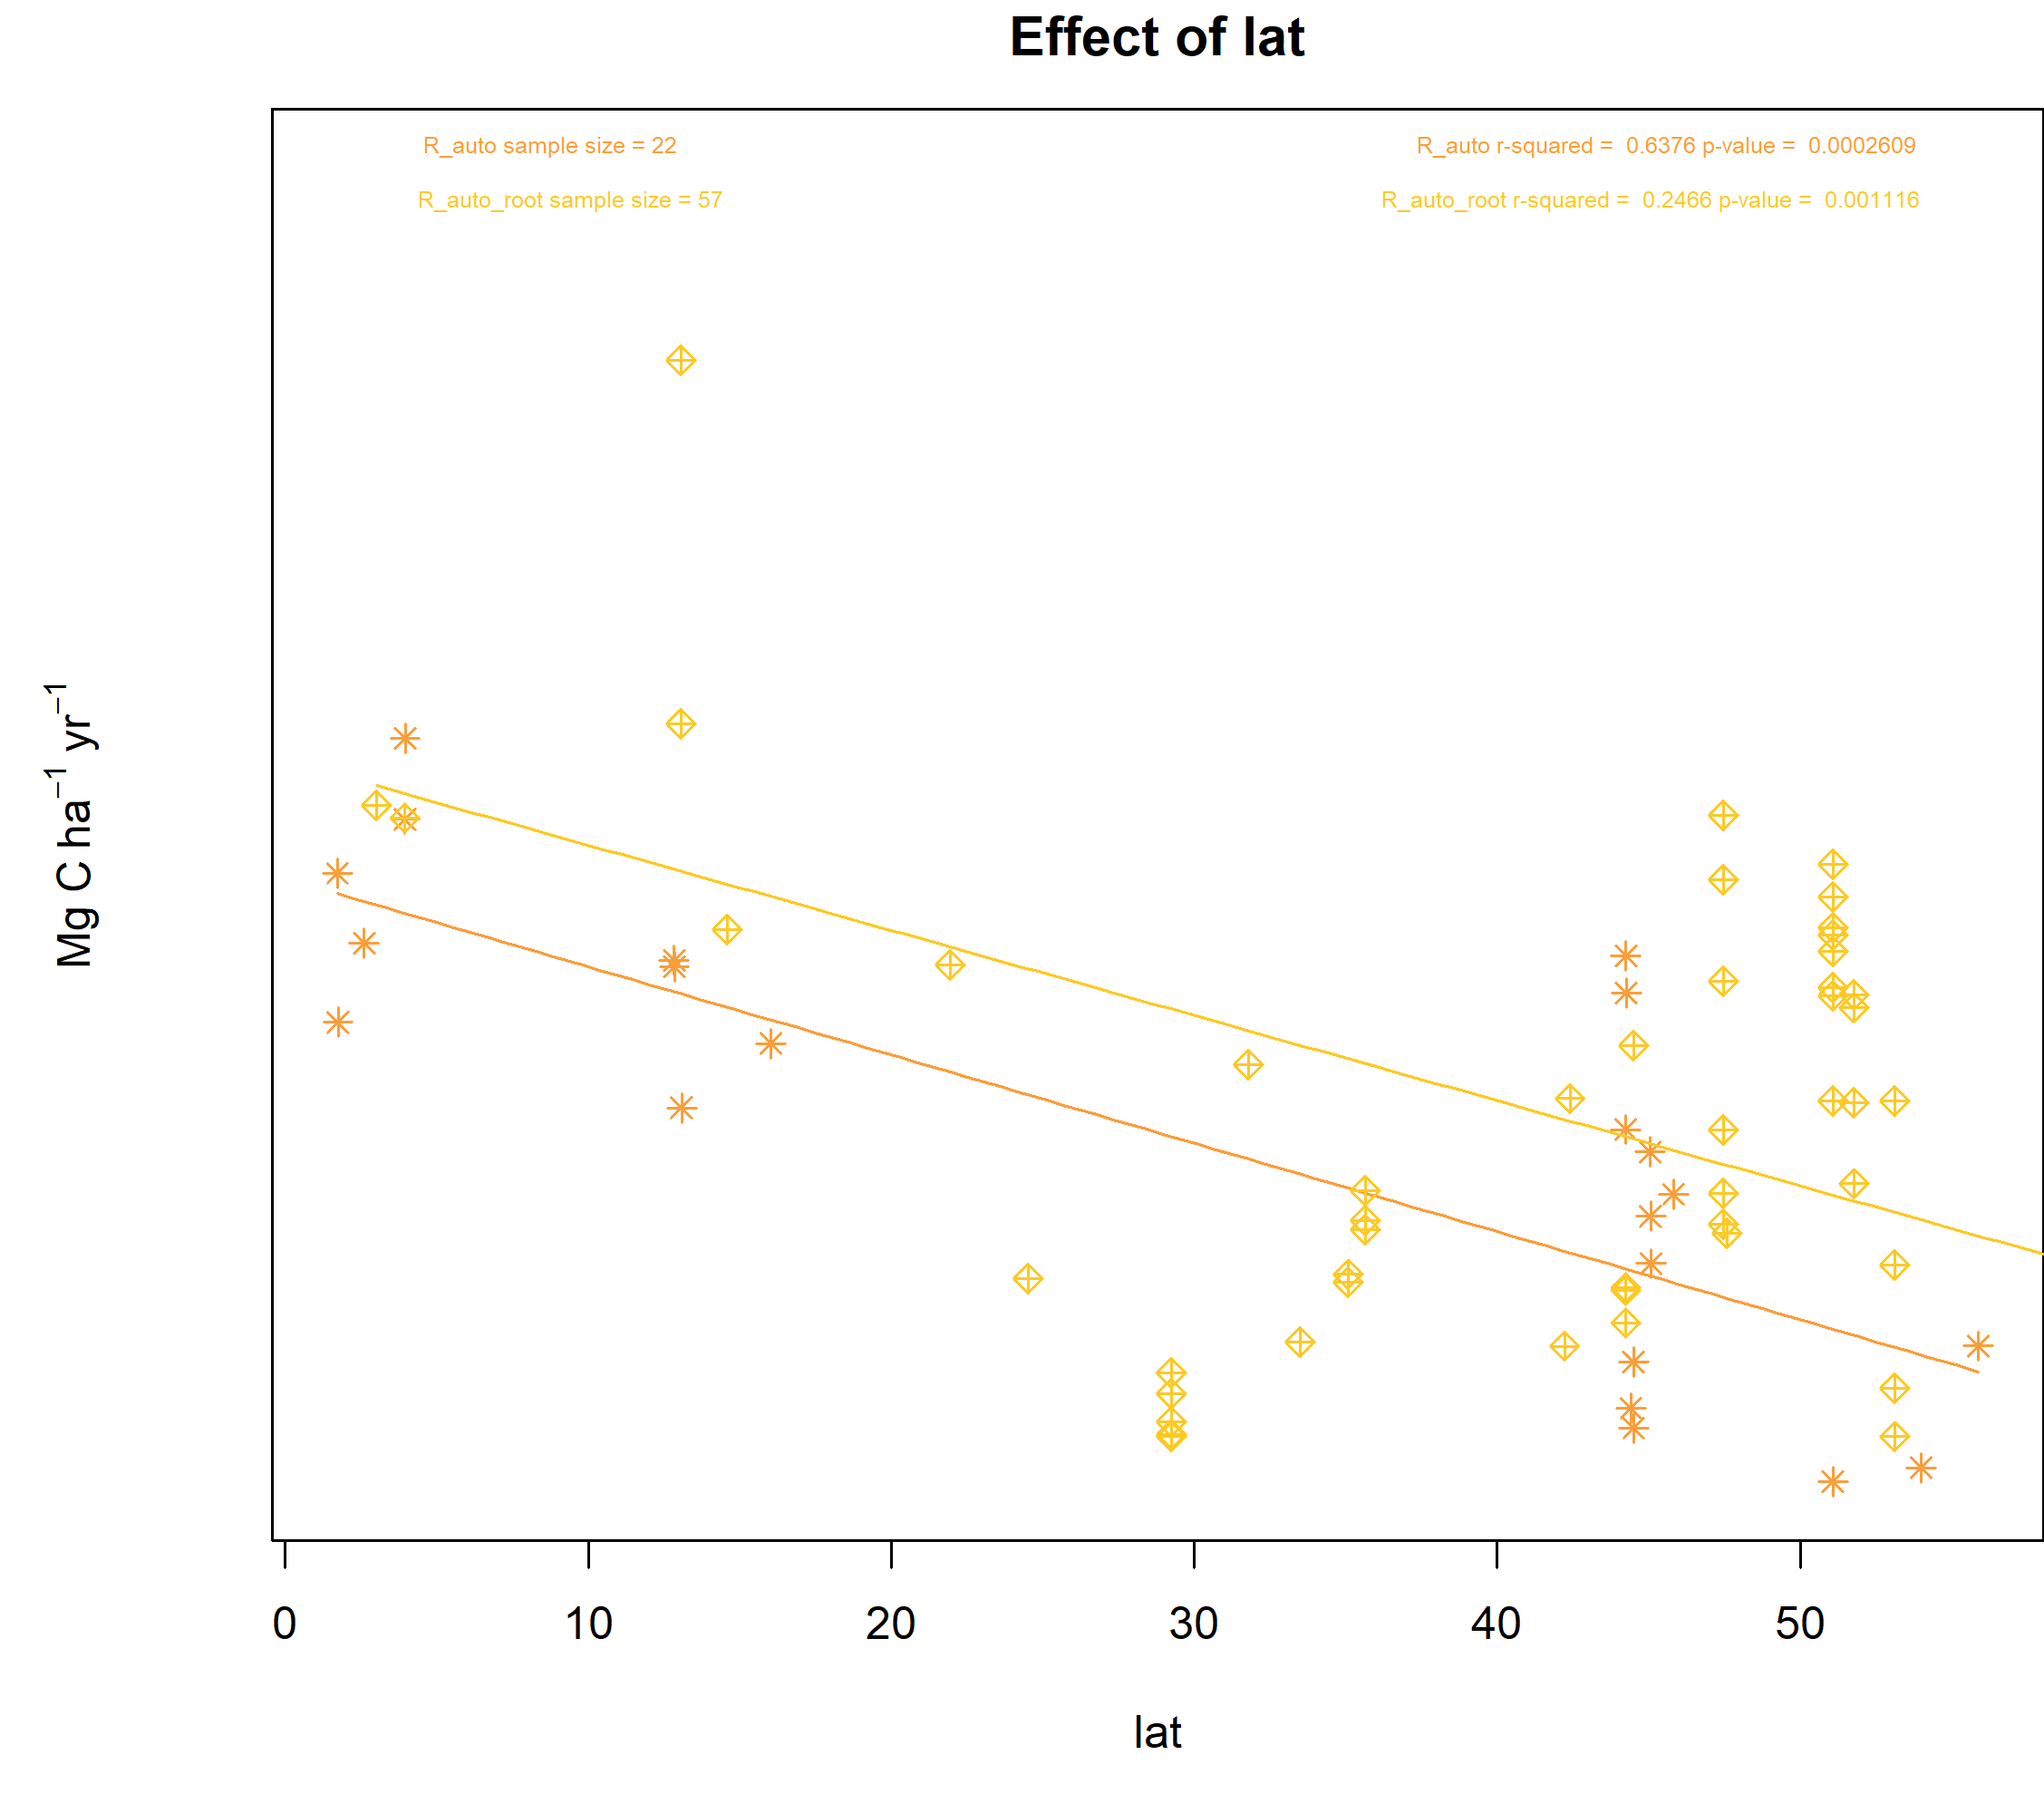 Effect of lat
R_auto sample size = 22
R_auto r-squared = 0.6376 p-value = 0.0002609
R_auto_root sample size = 57
R_auto_root r-squared = 0.2466 p-value = 0.001116
Mg C ha−1 yr−1
0 10 20 30 40 50
lat